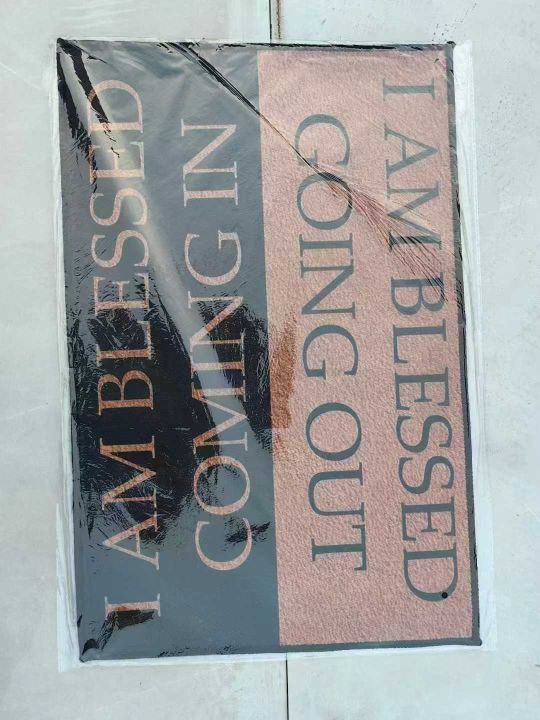 I AM BLESSED
COMING IN
I AM BLESSED
GOING OUT